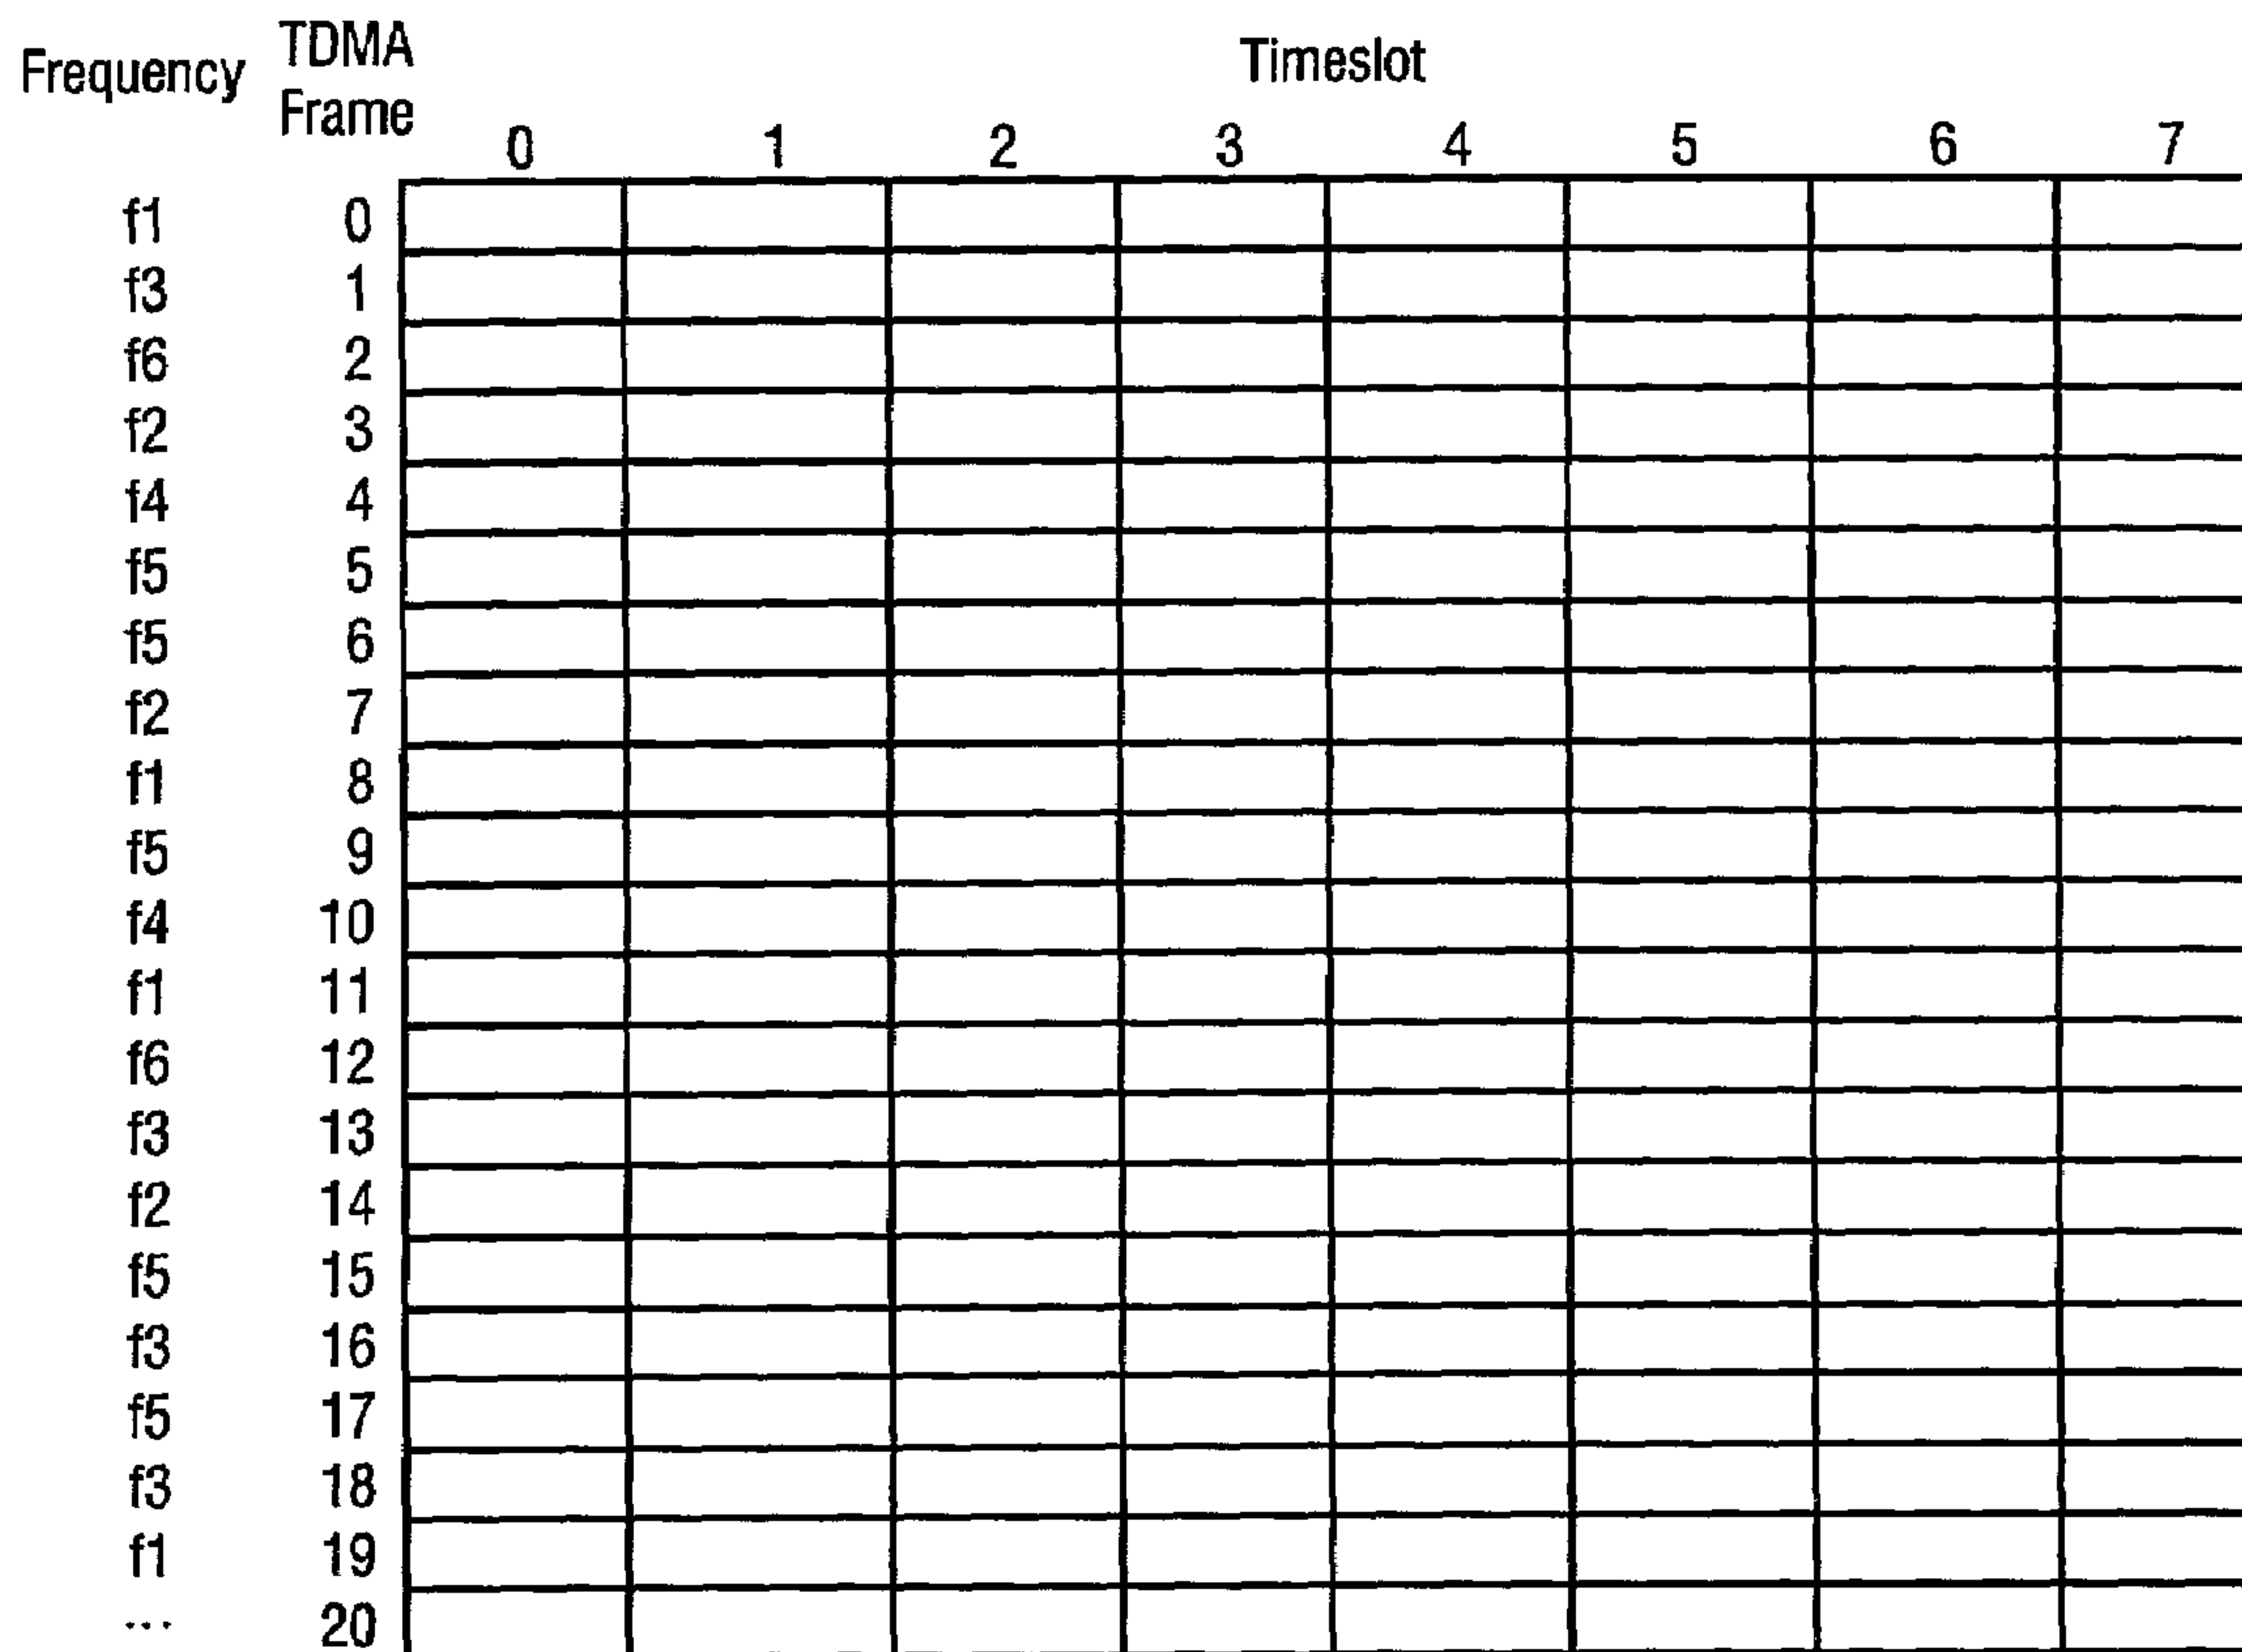 Frequency TDMA Frame Timeslot
0 1 2 3 4 5 6 7
f1 0
f3 1
f6 2
f2 3
f4 4
f5 5
f5 6
f2 7
f1 8
f5 9
f4 10
f1 11
f6 12
f3 13
f2 14
f5 15
f3 16
f5 17
f3 18
f1 19
... 20